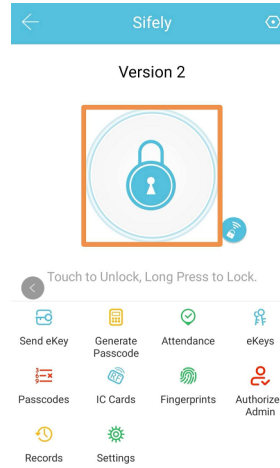 Sifely
Version 2
Touch to Unlock, Long Press to Lock.
Send eKey
Generate
Passcode
Attendance
eKeys
Passcodes
IC Cards
Fingerprints
Authorize
Admin
Records
Settings